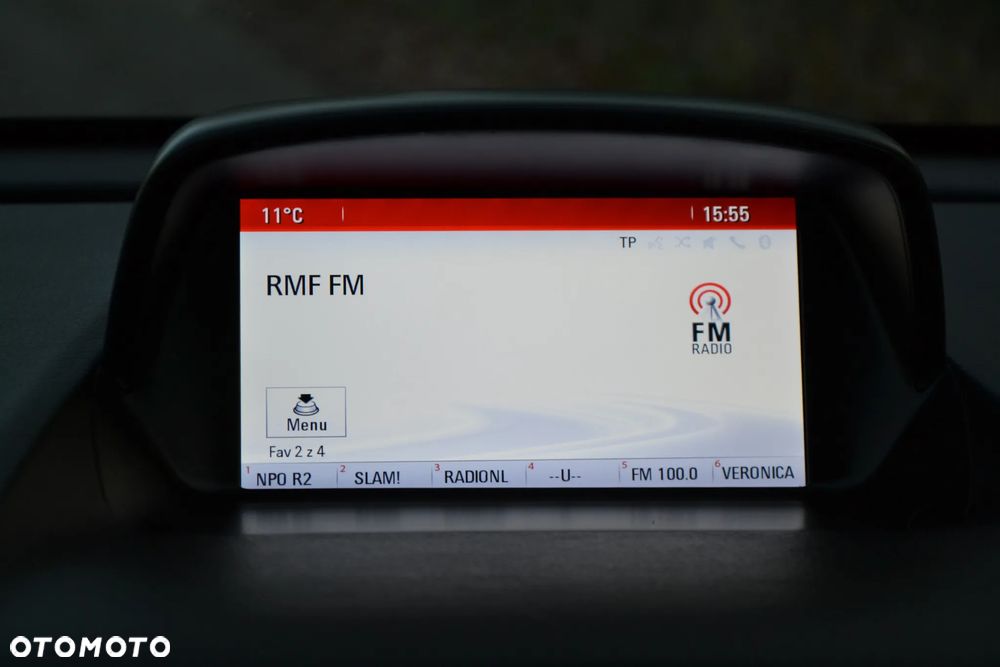 11°C 15:55
TP
RMF FM
FM
RADIO
Menu
Fav 2 z 4
1 NPO R2 2 SLAM! 3 RADIONL 4 --U-- 5 FM 100.0 6 VERONICA
OTOMOTO